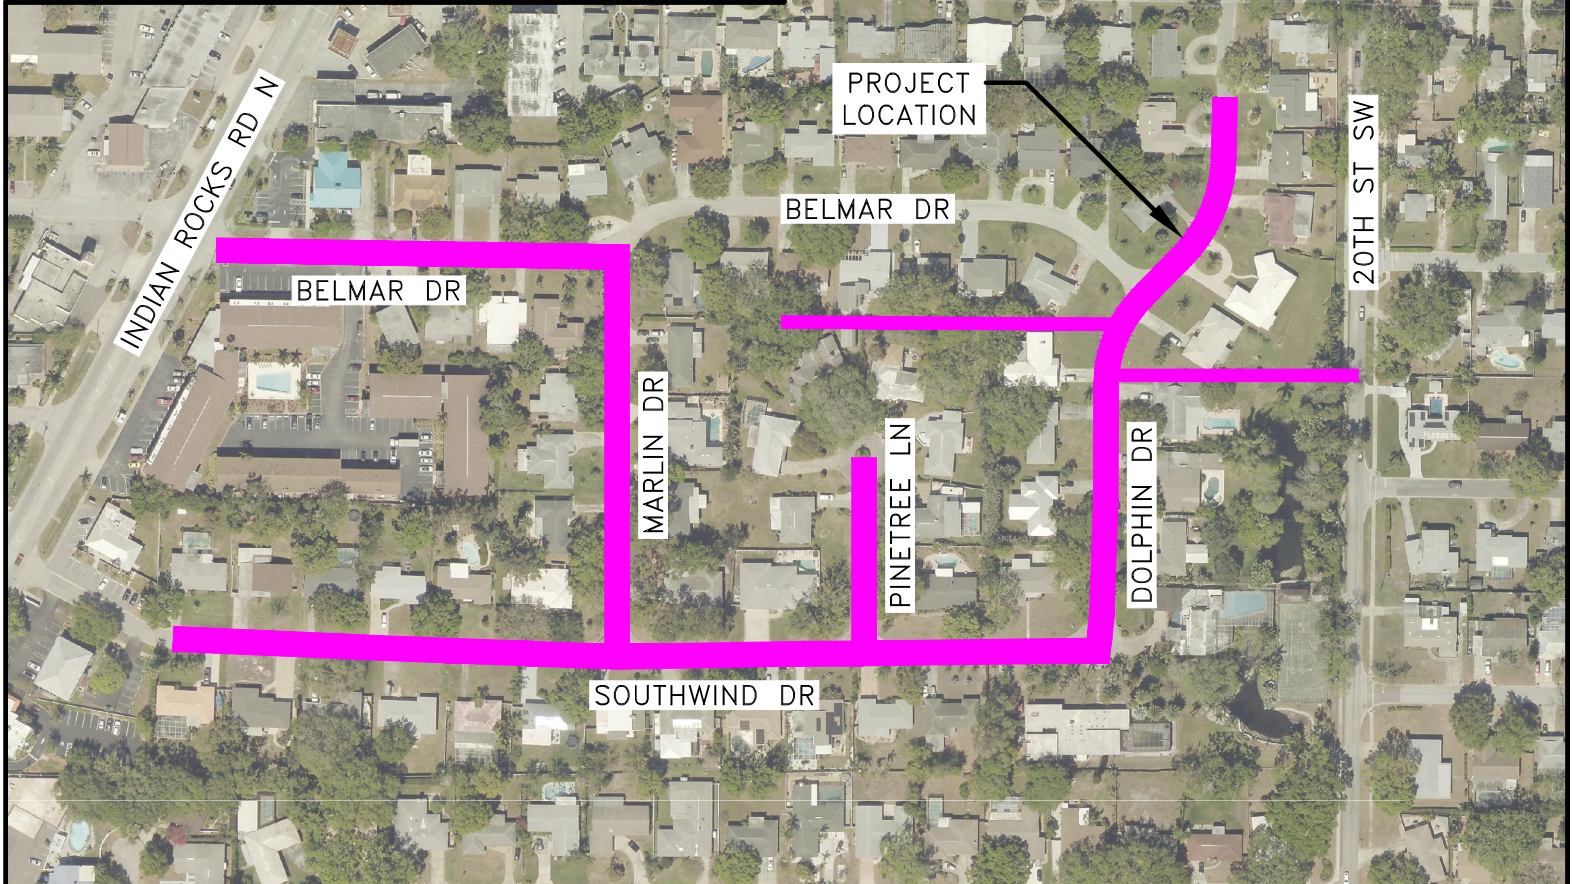 PROJECT
LOCATION
INDIAN ROCKS RD N
20TH ST SW
BELMAR DR
BELMAR DR
MARLIN DR
PINETREE LN
DOLPHIN DR
SOUTHWIND DR